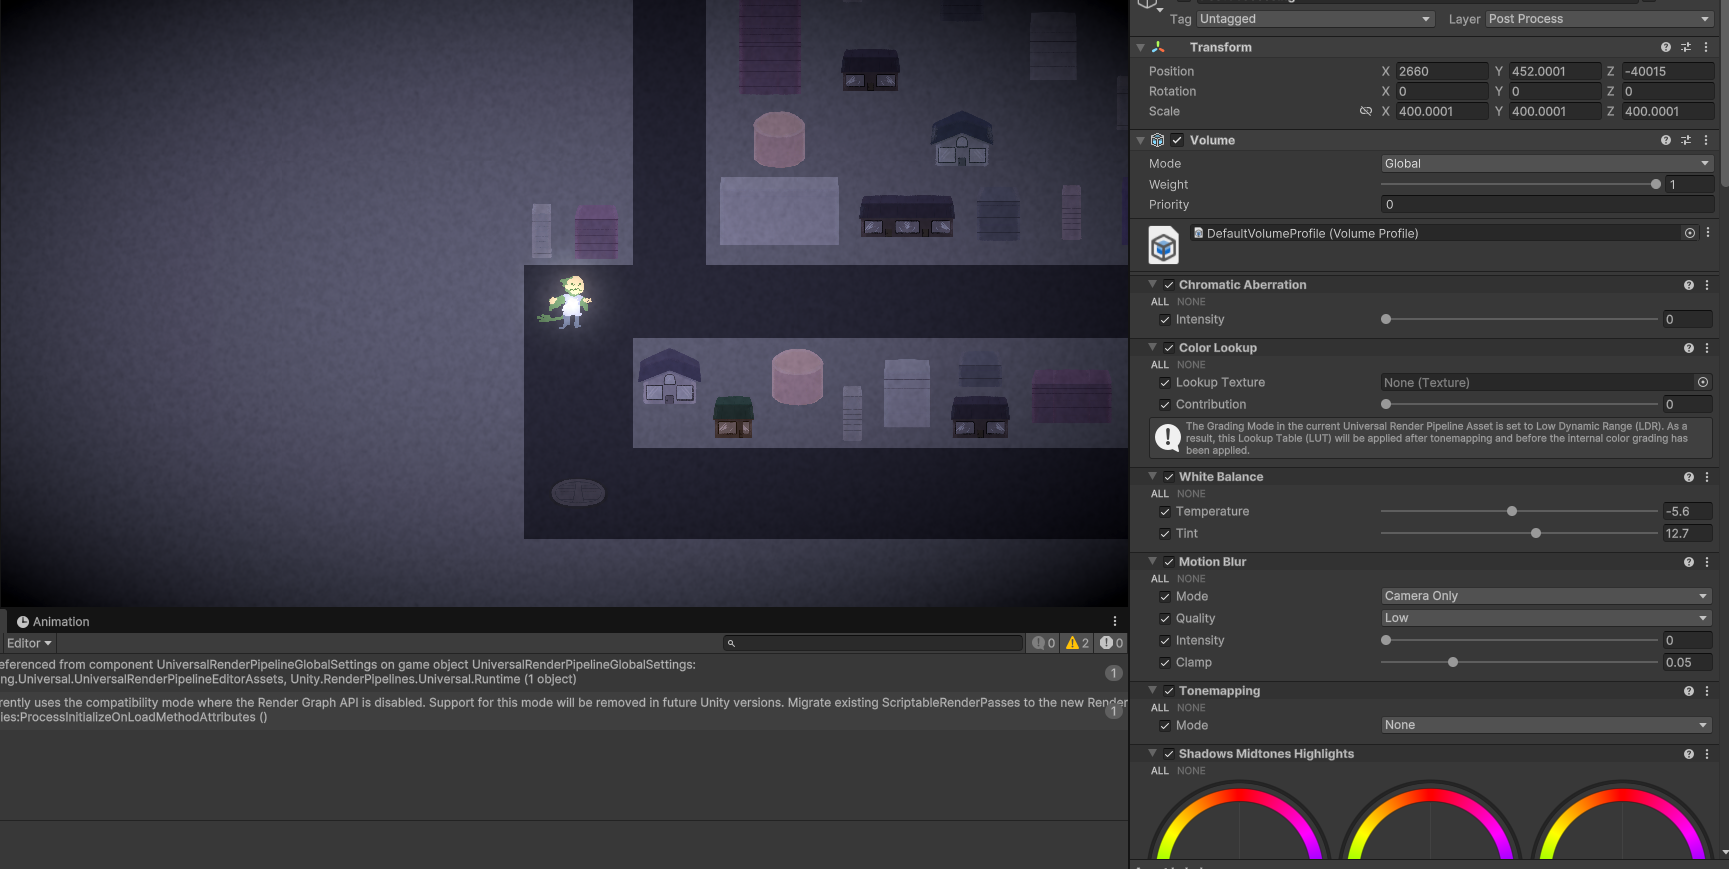 Tag Untagged Layer Post Process
Transform
Position X 2660 Y 452.0001 Z -40015
Rotation X 0 Y 0 Z 0
Scale X 400.0001 Y 400.0001 Z 400.0001
Volume
Mode Global
Weight 1
Priority 0
DefaultVolumeProfile (Volume Profile)
Chromatic Aberration
ALL NONE
Intensity 0
Color Lookup
ALL NONE
Lookup Texture None (Texture)
Contribution 0
The Grading Mode in the current Universal Render Pipeline Asset is set to Low Dynamic Range (LDR). As a
result, this Lookup Table (LUT) will be applied after tonemapping and before the internal color grading has
been applied.
White Balance
ALL NONE
Temperature -5.6
Tint 12.7
Motion Blur
ALL NONE
Mode Camera Only
Quality Low
Intensity 0
Clamp 0.05
Tonemapping
ALL NONE
Mode None
Shadows Midtones Highlights
ALL NONE
Animation
Editor 0 2 0
eferenced from component UniversalRenderPipelineGlobalSettings on game object UniversalRenderPipelineGlobalSettings:
ng.Universal.UniversalRenderPipelineEditorAssets, Unity.RenderPipelines.Universal.Runtime (1 object) 1
rently uses the compatibility mode where the Render Graph API is disabled. Support for this mode will be removed in future Unity versions. Migrate existing ScriptableRenderPasses to the new Render
ies:ProcessInitializeOnLoadMethodAttributes () 1